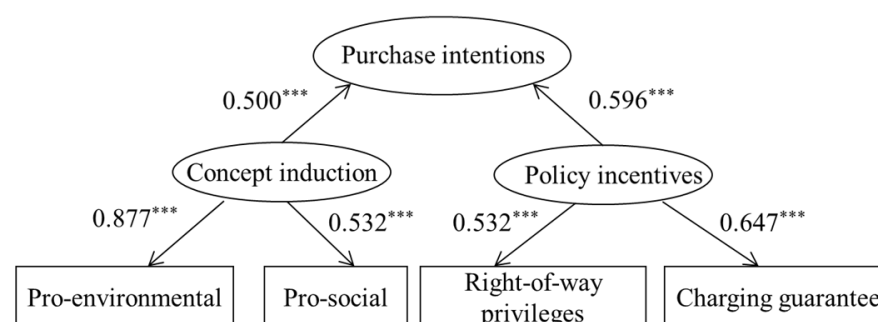 Purchase intentions
0.500***
0.596***
Concept induction
Policy incentives
0.877***
0.532***
0.532***
0.647***
Pro-environmental
Pro-social
Right-of-way
privileges
Charging guarantee